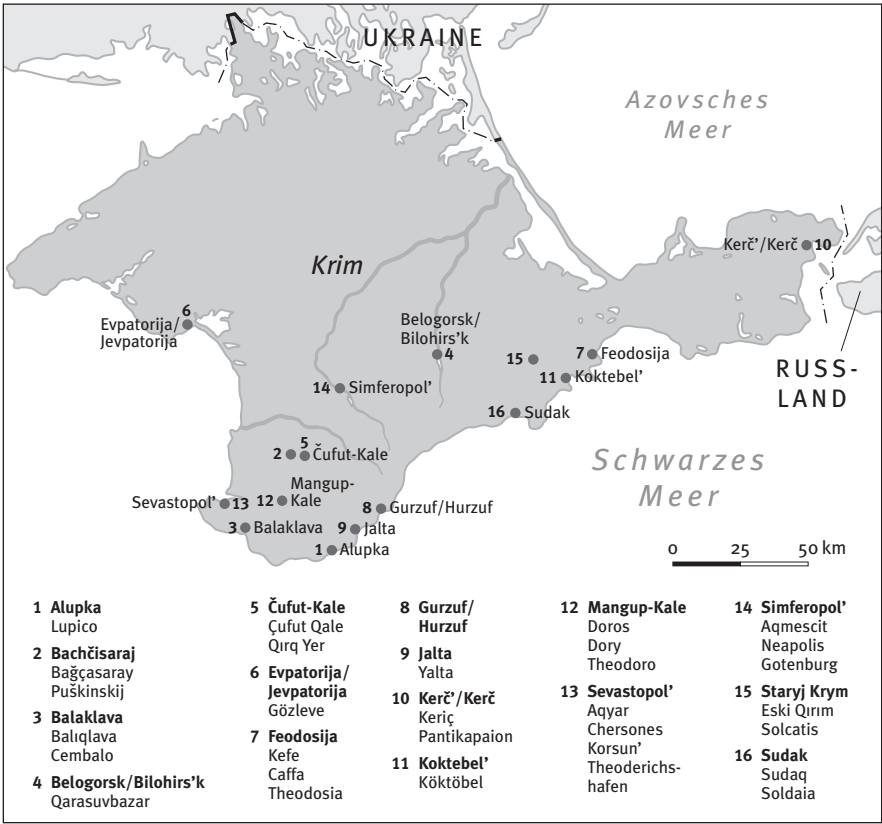 UKRAINE
Azovsches
Meer
Kerč’/Kerč 10
Krim
6
Evpatorija/
Jevpatorija
Belogorsk/
Bilohirs’k
4
15
7 Feodosija
11 Koktebel’
RUSS-
LAND
14 Simferopol’
16 Sudak
2
5
Čufut-Kale
Schwarzes
Meer
Mangup-
12 Kale
Sevastopol’ 13
8 Gurzuf/Hurzuf
3 Balaklava
9 Jalta
1 Alupka
0 25 50 km
1 Alupka
Lupico
2 Bachčisaraj
Bağçasaray
Puškinskij
3 Balaklava
Balıqlava
Cembalo
4 Belogorsk/Bilohirs’k
Qarasuvbazar
5 Čufut-Kale
Çufut Qale
Qırq Yer
6 Evpatorija/
Jevpatorija
Gözleve
7 Feodosija
Kefe
Caffa
Theodosia
8 Gurzuf/
Hurzuf
9 Jalta
Yalta
10 Kerč’/Kerč
Keriç
Pantikapaion
11 Koktebel’
Köktöbel
12 Mangup-Kale
Doros
Dory
Theodoro
13 Sevastopol’
Aqyar
Chersones
Korsun’
Theoderichs-
hafen
14 Simferopol’
Aqmescit
Neapolis
Gotenburg
15 Staryj Krym
Eski Qırım
Solcatis
16 Sudak
Sudaq
Soldaia